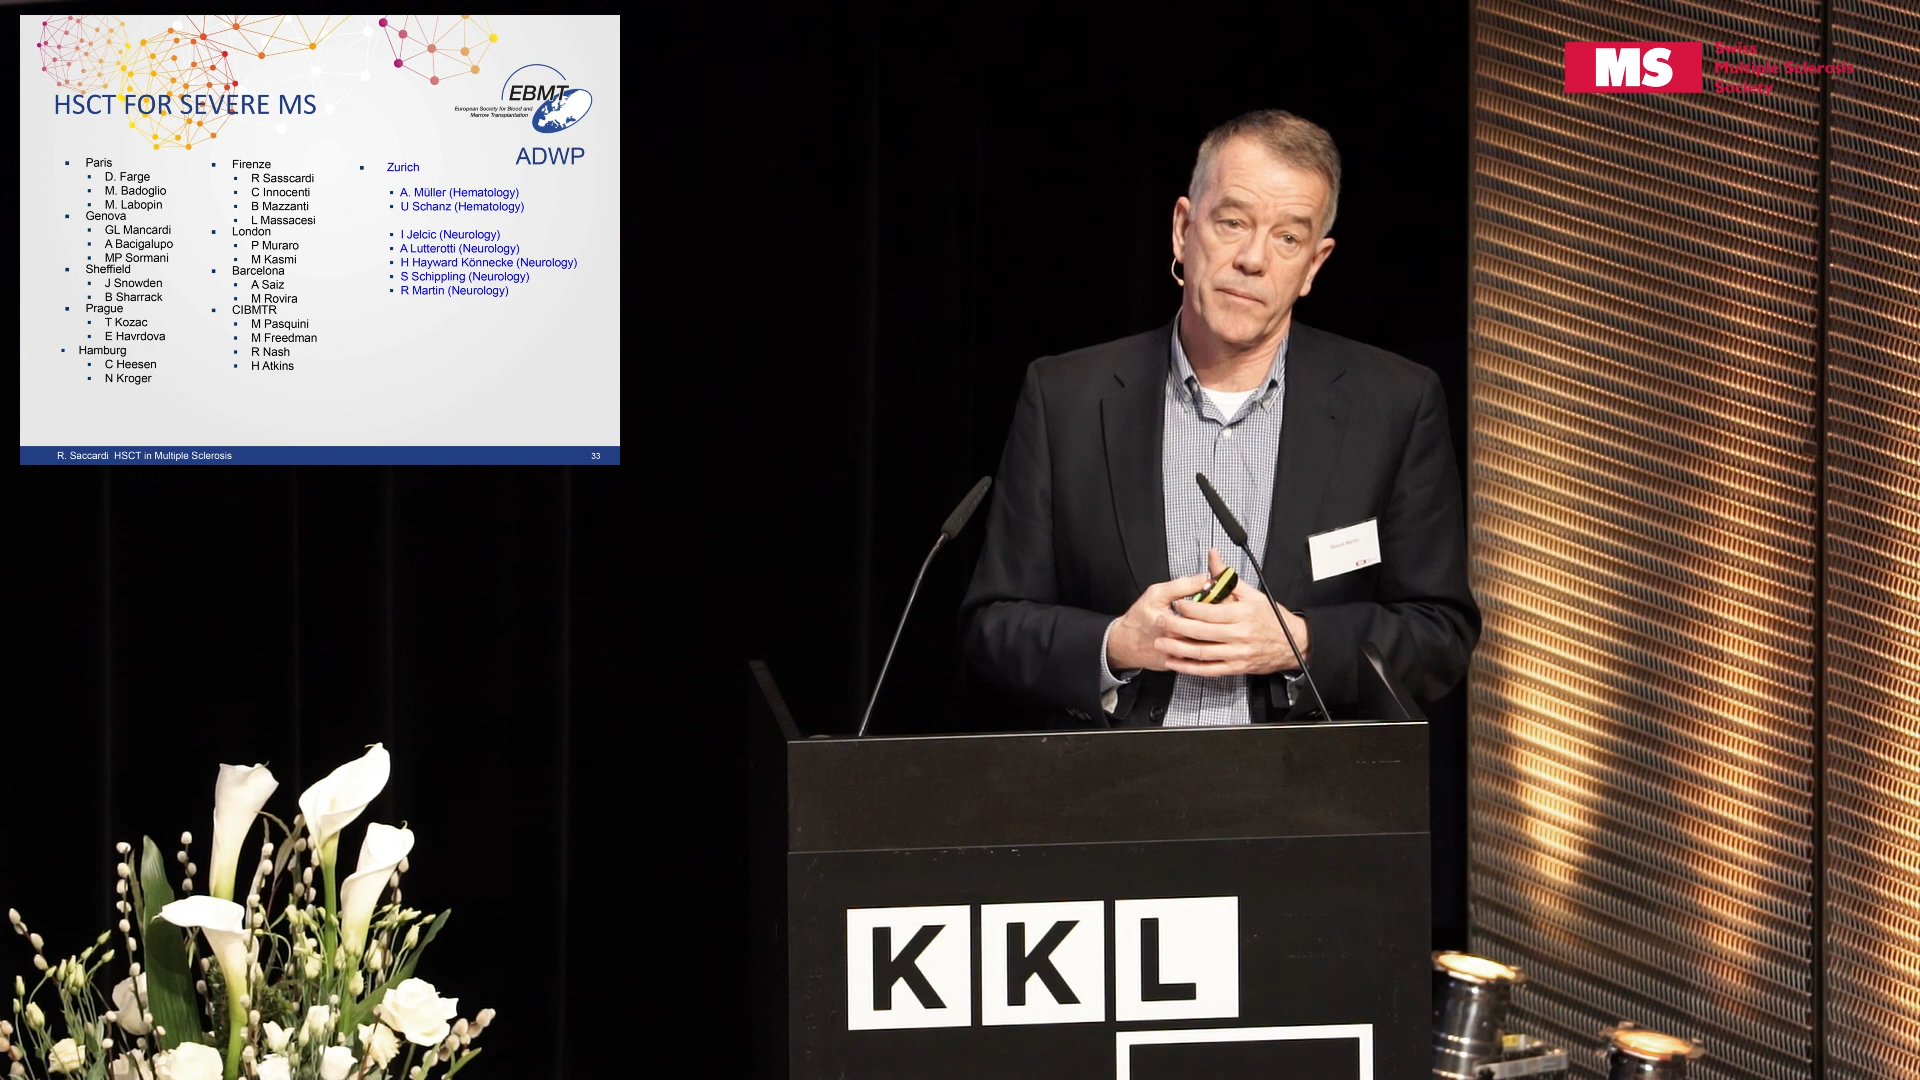 HSCT FOR SEVERE MS
EBMT
European Society for Blood and
Marrow Transplantation
ADWP
Paris
D. Farge
M. Badoglio
M. Labopin
Genova
GL Mancardi
A Bacigalupo
MP Sormani
Sheffield
J Snowden
B Sharrack
Prague
T Kozac
E Havrdova
Hamburg
C Heesen
N Kroger
Firenze
R Sasscardi
C Innocenti
B Mazzanti
L Massacesi
London
P Muraro
M Kasmi
Barcelona
A Saiz
M Rovira
CIBMTR
M Pasquini
M Freedman
R Nash
H Atkins
Zurich
A. Müller (Hematology)
U Schanz (Hematology)
I Jelcic (Neurology)
A Lutterotti (Neurology)
H Hayward Könnecke (Neurology)
S Schippling (Neurology)
R Martin (Neurology)
R. Saccardi HSCT in Multiple Sclerosis
33
MS
Swiss
Multiple Sclerosis
Society
KKL